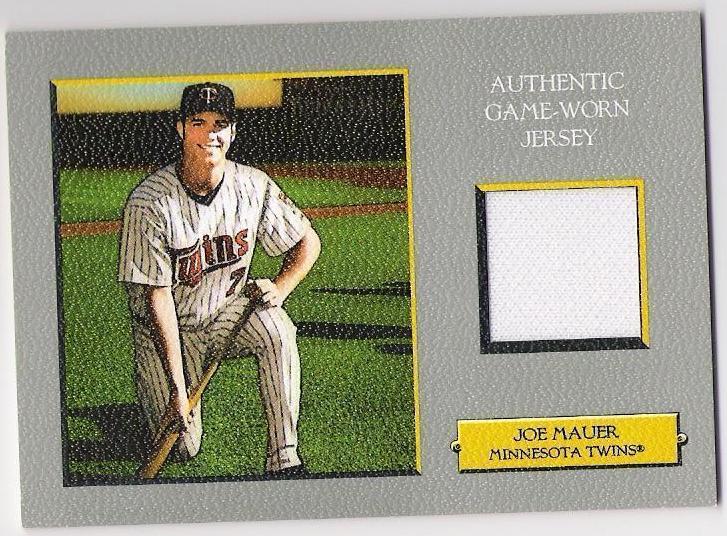 AUTHENTIC
GAME-WORN
JERSEY
T
Twins
7
JOE MAUER
MINNESOTA TWINS®